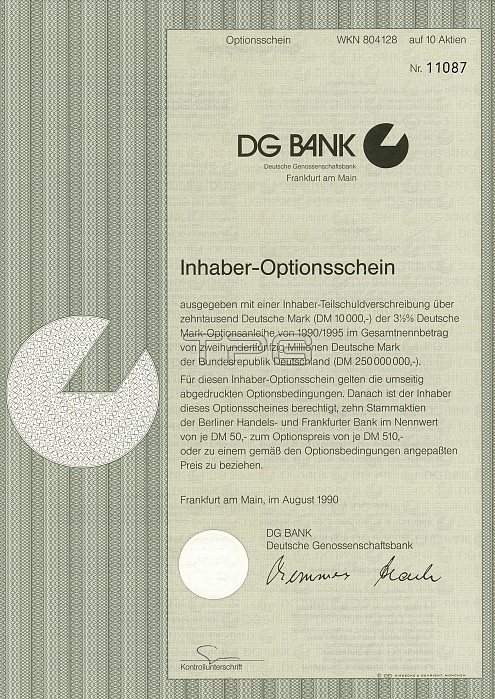 Optionsschein WKN 804128 auf 10 Aktien
Nr. 11087
DG BANK
Deutsche Genossenschaftsbank
Frankfurt am Main
Inhaber-Optionsschein
ausgegeben mit einer Inhaber-Teilschuldverschreibung über
zehntausend Deutsche Mark (DM 10 000,-) der 3½% Deutsche
Mark-Optionsanleihe von 1990/1995 im Gesamtnennbetrag
von zweihundertfünfzig Millionen Deutsche Mark
der Bundesrepublik Deutschland (DM 250 000 000,-).
Für diesen Inhaber-Optionsschein gelten die umseitig
abgedruckten Optionsbedingungen. Danach ist der Inhaber
dieses Optionsscheines berechtigt, zehn Stammaktien
der Berliner Handels- und Frankfurter Bank im Nennwert
von je DM 50,- zum Optionspreis von je DM 510,-
oder zu einem gemäß den Optionsbedingungen angepaßten
Preis zu beziehen.
Frankfurt am Main, im August 1990
DG BANK
Deutsche Genossenschaftsbank
Kontrollunterschrift
GIESECKE & DEVRIENT, MÜNCHEN